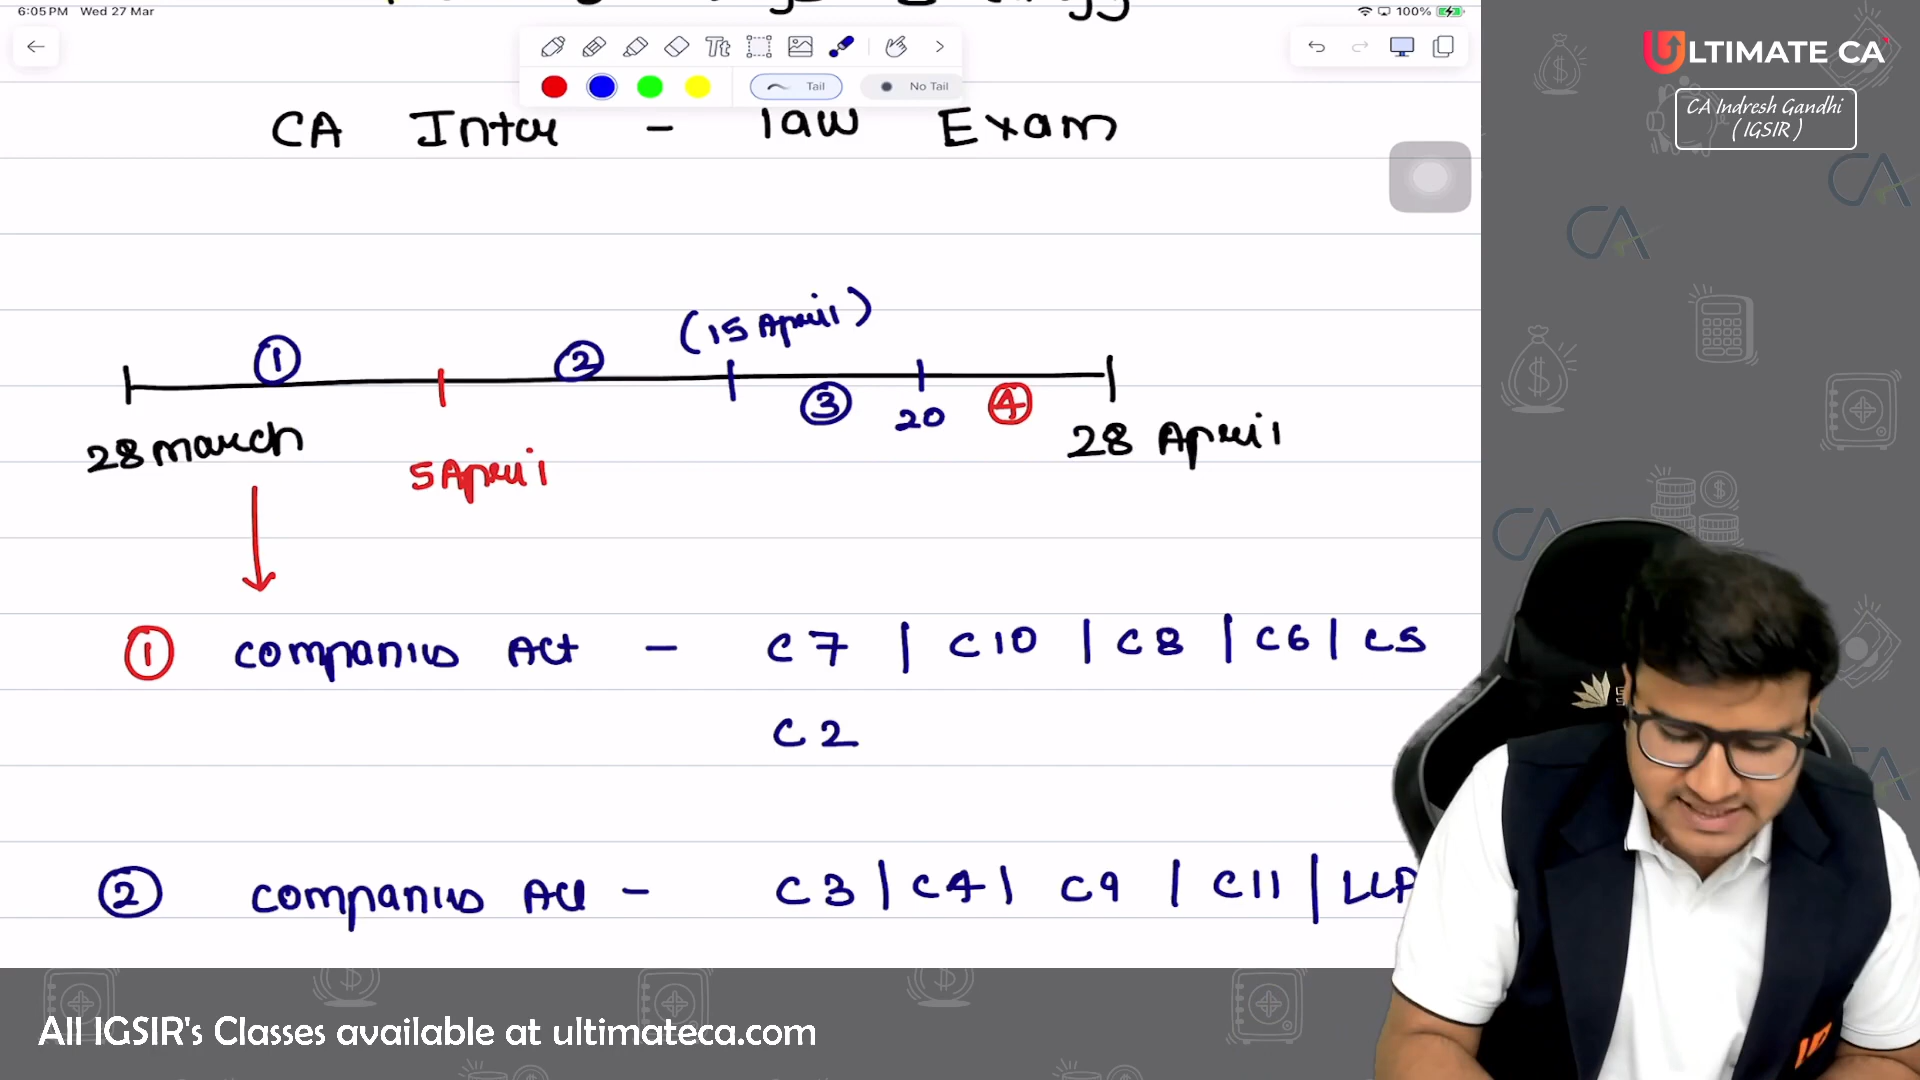 6:05 PM Wed 27 Mar
100%
ULTIMATE CA
CA Indresh Gandhi
( IGSIR )
Tt
Tail
No Tail
CA Inter - law Exam
(15 April)
1 2
3 20 4
28 march 5 April 28 April
1 Companies Act - C7 | C10 | C8 | C6 | C5
C2
2 Companies Act - C3 | C4 | C9 | C11 | LLP
All IGSIR's Classes available at ultimateca.com